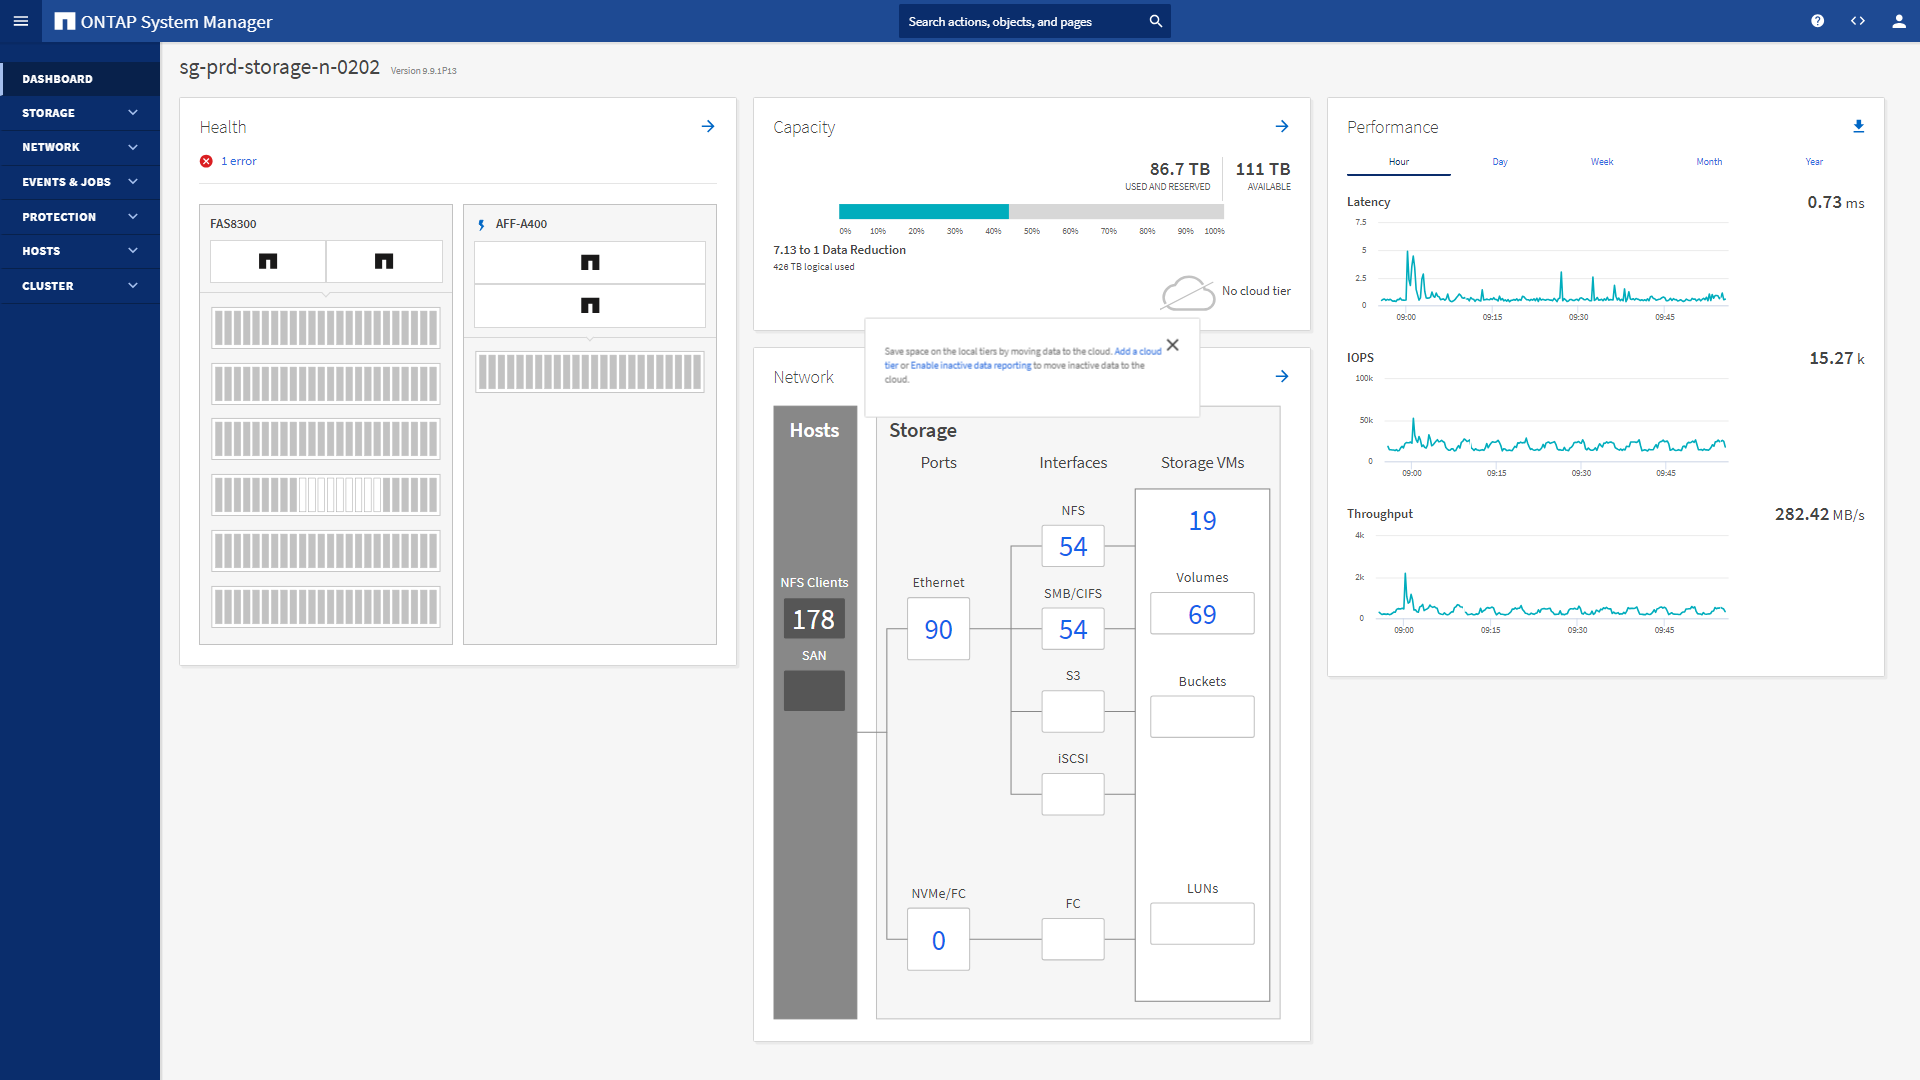 ONTAP System Manager
Search actions, objects, and pages
DASHBOARD
STORAGE
NETWORK
EVENTS & JOBS
PROTECTION
HOSTS
CLUSTER
sg-prd-storage-n-0202 Version 9.9.1P13
Health
1 error
FAS8300
AFF-A400
Capacity
86.7 TB
USED AND RESERVED
111 TB
AVAILABLE
0% 10% 20% 30% 40% 50% 60% 70% 80% 90% 100%
7.13 to 1 Data Reduction
426 TB logical used
No cloud tier
Save space on the local tiers by moving data to the cloud. Add a cloud
tier or Enable inactive data reporting to move inactive data to the
cloud.
Network
Hosts
NFS Clients
178
SAN
Storage
Ports
Interfaces
Storage VMs
Ethernet
90
NVMe/FC
0
NFS
54
SMB/CIFS
54
S3
iSCSI
FC
19
Volumes
69
Buckets
LUNs
Performance
Hour Day Week Month Year
Latency
0.73 ms
7.5
5
2.5
0
09:00 09:15 09:30 09:45
IOPS
15.27 k
100k
50k
0
09:00 09:15 09:30 09:45
Throughput
282.42 MB/s
4k
2k
0
09:00 09:15 09:30 09:45